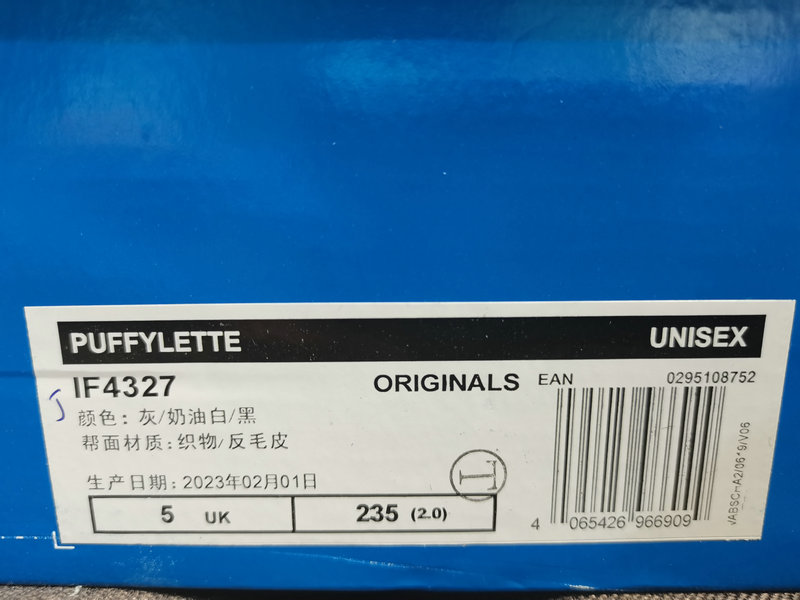 PUFFYLETTE UNISEX
IF4327 ORIGINALS EAN 0295108752
颜色: 灰/奶油白/黑
帮面材质: 织物/反毛皮
生产日期: 2023年02月01日
5 UK 235 (2.0)
4 065426 966909